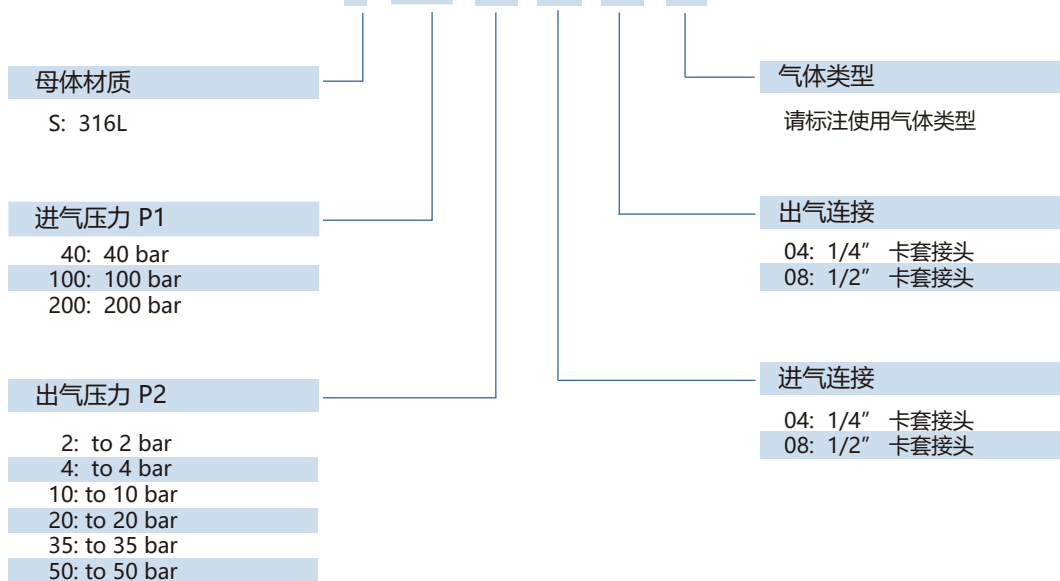 母体材质
S: 316L
进气压力 P1
40: 40 bar
100: 100 bar
200: 200 bar
出气压力 P2
2: to 2 bar
4: to 4 bar
10: to 10 bar
20: to 20 bar
35: to 35 bar
50: to 50 bar
气体类型
请标注使用气体类型
出气连接
04: 1/4" 卡套接头
08: 1/2" 卡套接头
进气连接
04: 1/4" 卡套接头
08: 1/2" 卡套接头